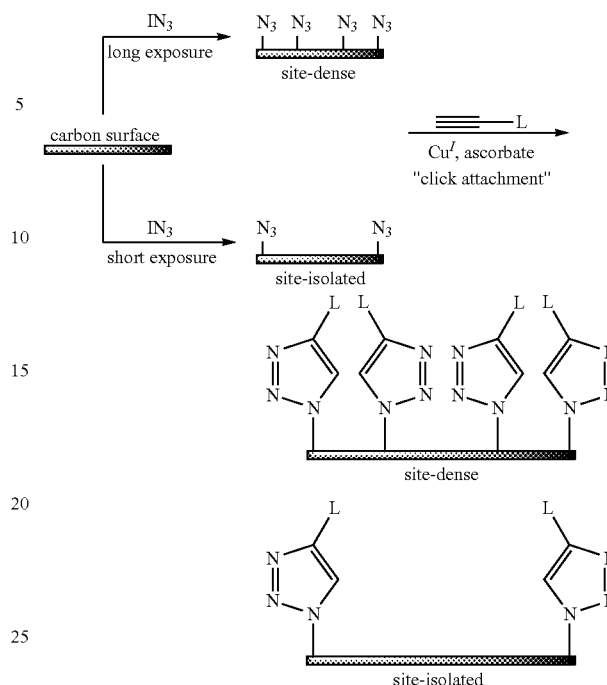 N3 N3 N3 N3
IN3
long exposure
site-dense
5
carbon surface
L
Cu^I, ascorbate
"click attachment"
IN3
10
N3 N3
short exposure
site-isolated
L L L L
15
N N N N
N N N N
N N N N
site-dense
20
L L
N N
N N
N N
25
site-isolated